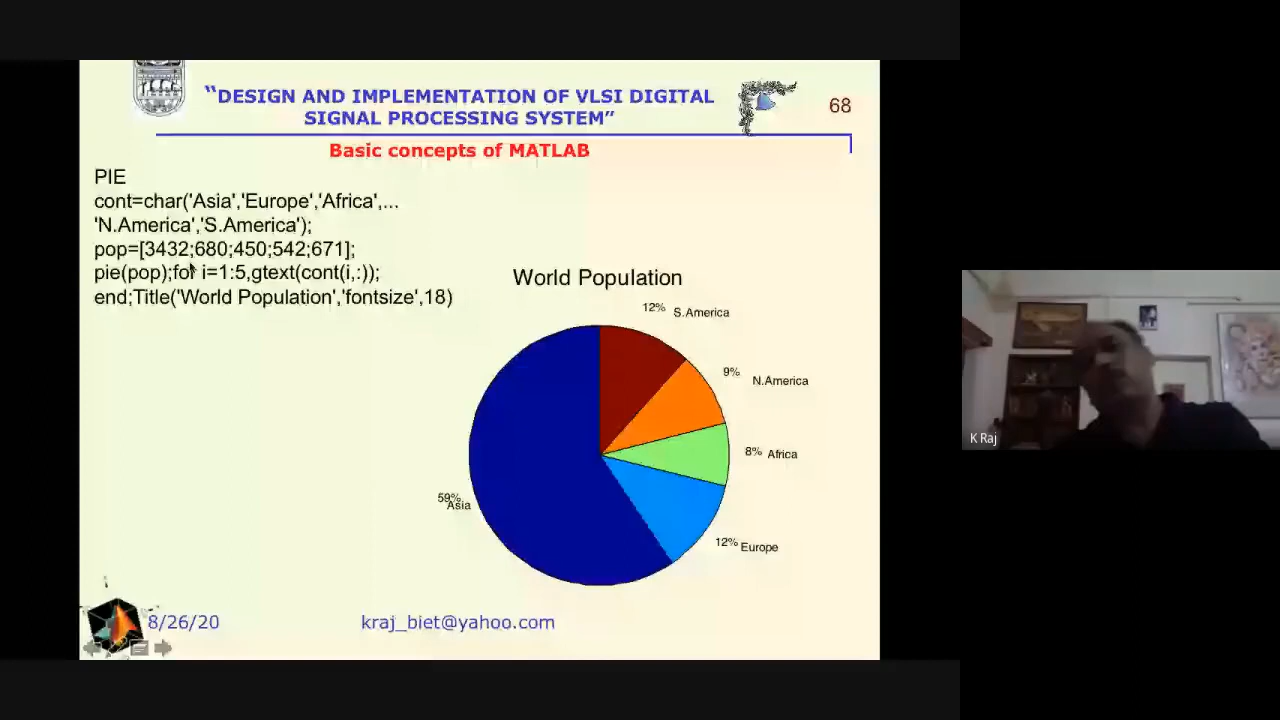 “DESIGN AND IMPLEMENTATION OF VLSI DIGITAL
SIGNAL PROCESSING SYSTEM”
68
Basic concepts of MATLAB
PIE
cont=char('Asia','Europe','Africa',...
'N.America','S.America');
pop=[3432;680;450;542;671];
pie(pop);for i=1:5,gtext(cont(i,:));
end;Title('World Population','fontsize',18)
World Population
12% S.America
9% N.America
8% Africa
59%
Asia
12% Europe
K Raj
8/26/20
kraj_biet@yahoo.com